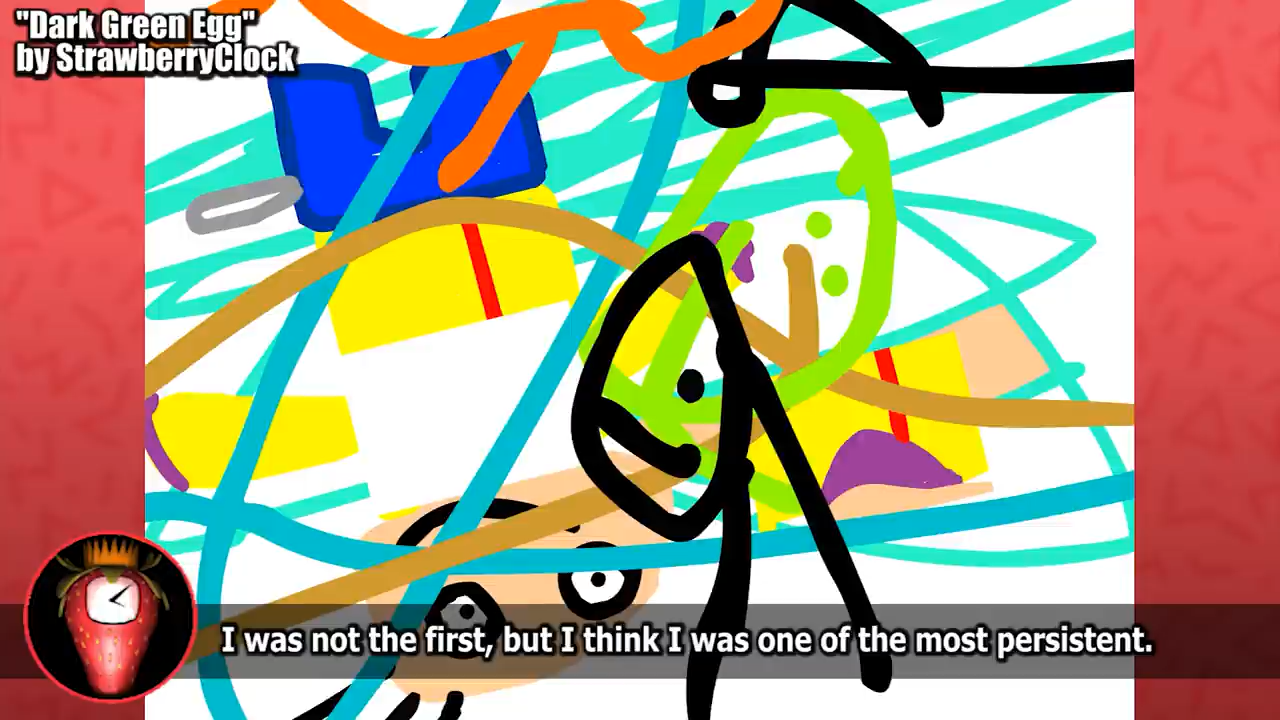 "Dark Green Egg"
by StrawberryClock
I was not the first, but I think I was one of the most persistent.